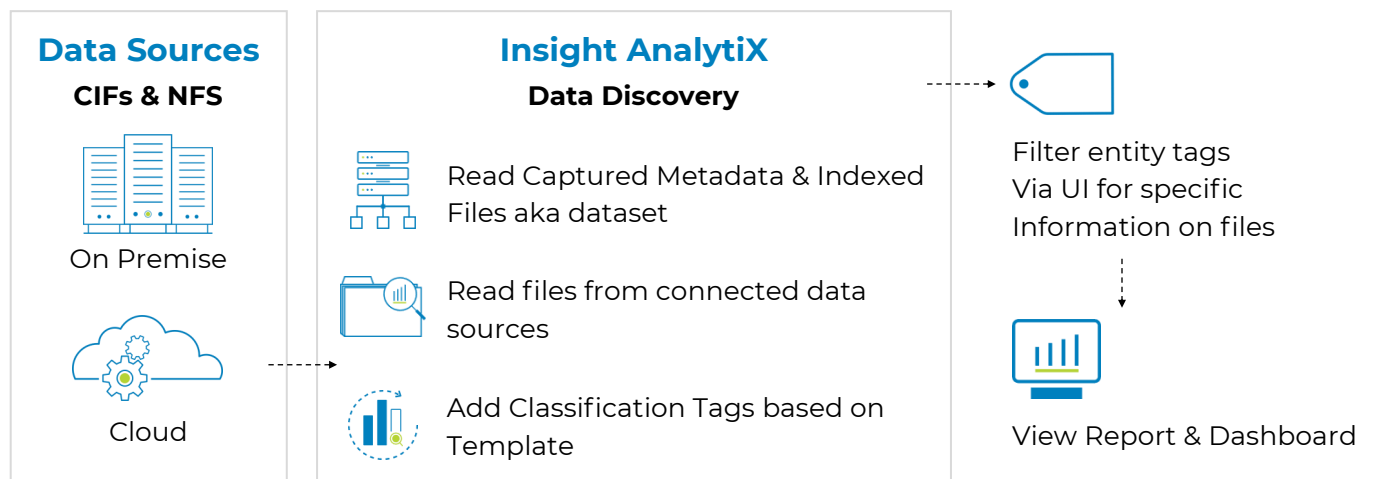 Data Sources
CIFs & NFS
On Premise
Cloud
Insight AnalytiX
Data Discovery
Read Captured Metadata & Indexed
Files aka dataset
Read files from connected data
sources
Add Classification Tags based on
Template
Filter entity tags
Via UI for specific
Information on files
View Report & Dashboard